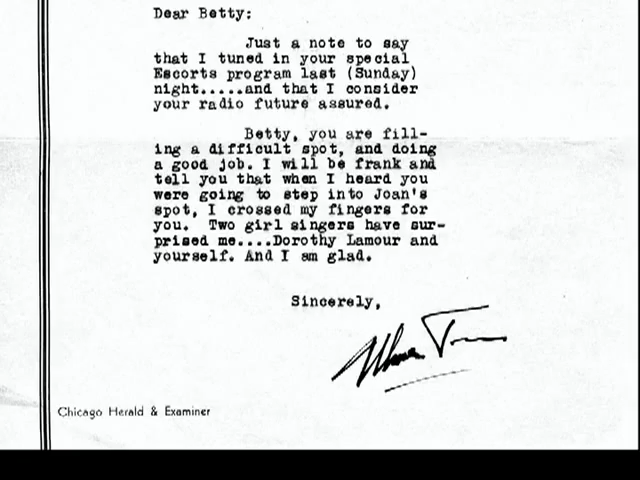 Dear Betty:
Just a note to say
that I tuned in your special
Escorts program last (Sunday)
night.....and that I consider
your radio future assured.
Betty, you are fill-
ing a difficult spot, and doing
a good job. I will be frank and
tell you that when I heard you
were going to step into Joan's
spot, I crossed my fingers for
you. Two girl singers have sur-
prised me....Dorothy Lamour and
yourself. And I am glad.
Sincerely,
Chicago Herald & Examiner